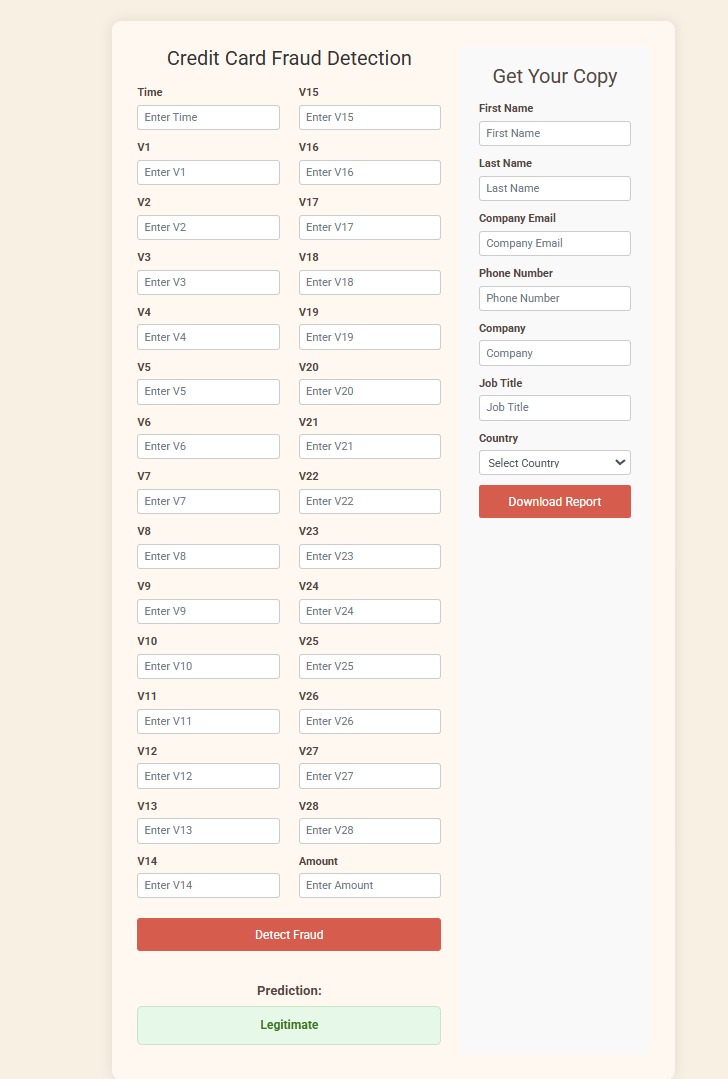 Credit Card Fraud Detection
Time
Enter Time
V1
Enter V1
V2
Enter V2
V3
Enter V3
V4
Enter V4
V5
Enter V5
V6
Enter V6
V7
Enter V7
V8
Enter V8
V9
Enter V9
V10
Enter V10
V11
Enter V11
V12
Enter V12
V13
Enter V13
V14
Enter V14
V15
Enter V15
V16
Enter V16
V17
Enter V17
V18
Enter V18
V19
Enter V19
V20
Enter V20
V21
Enter V21
V22
Enter V22
V23
Enter V23
V24
Enter V24
V25
Enter V25
V26
Enter V26
V27
Enter V27
V28
Enter V28
Amount
Enter Amount
Detect Fraud
Prediction:
Legitimate
Get Your Copy
First Name
First Name
Last Name
Last Name
Company Email
Company Email
Phone Number
Phone Number
Company
Company
Job Title
Job Title
Country
Select Country
Download Report